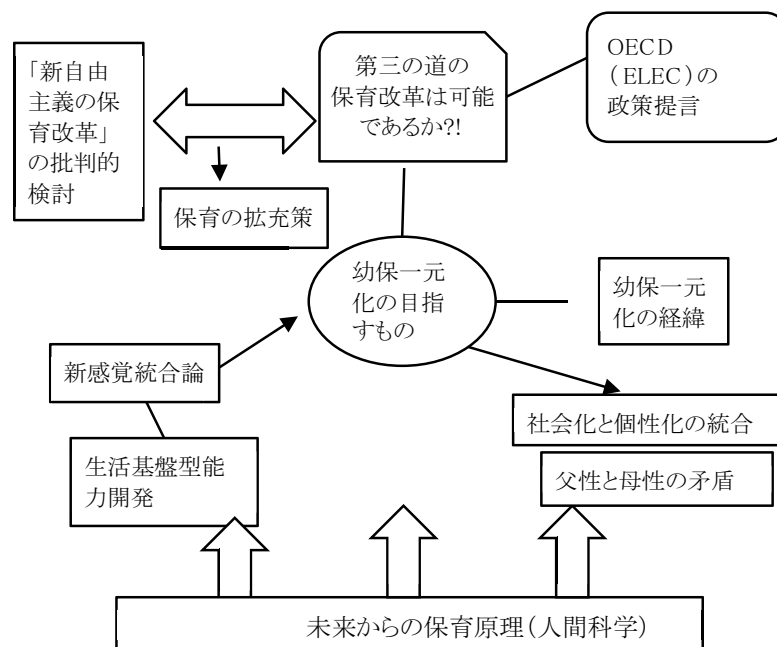 「新自由
主義の保
育改革」
の批判的
検討
第三の道の
保育改革は可能
であるか?!
OECD
（ELEC）の
政策提言
保育の拡充策
幼保一元
化の目指
すもの
幼保一元
化の経緯
新感覚統合論
社会化と個性化の統合
生活基盤型能
力開発
父性と母性の矛盾
未来からの保育原理（人間科学）